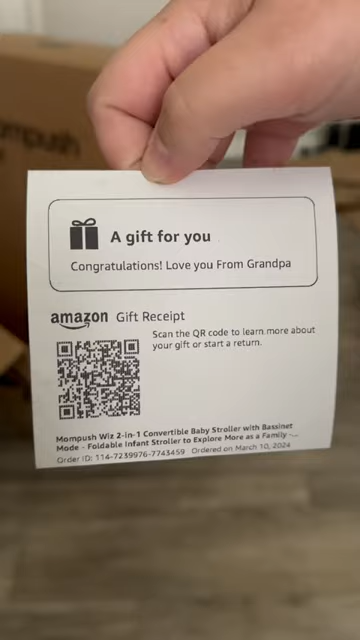 mpush
A gift for you
Congratulations! Love you From Grandpa
amazon Gift Receipt
Scan the QR code to learn more about
your gift or start a return.
Mompush Wiz 2-in-1 Convertible Baby Stroller with Bassinet
Mode - Foldable Infant Stroller to Explore More as a Family -...
Order ID: 114-7239976-7743459 Ordered on March 10, 2024